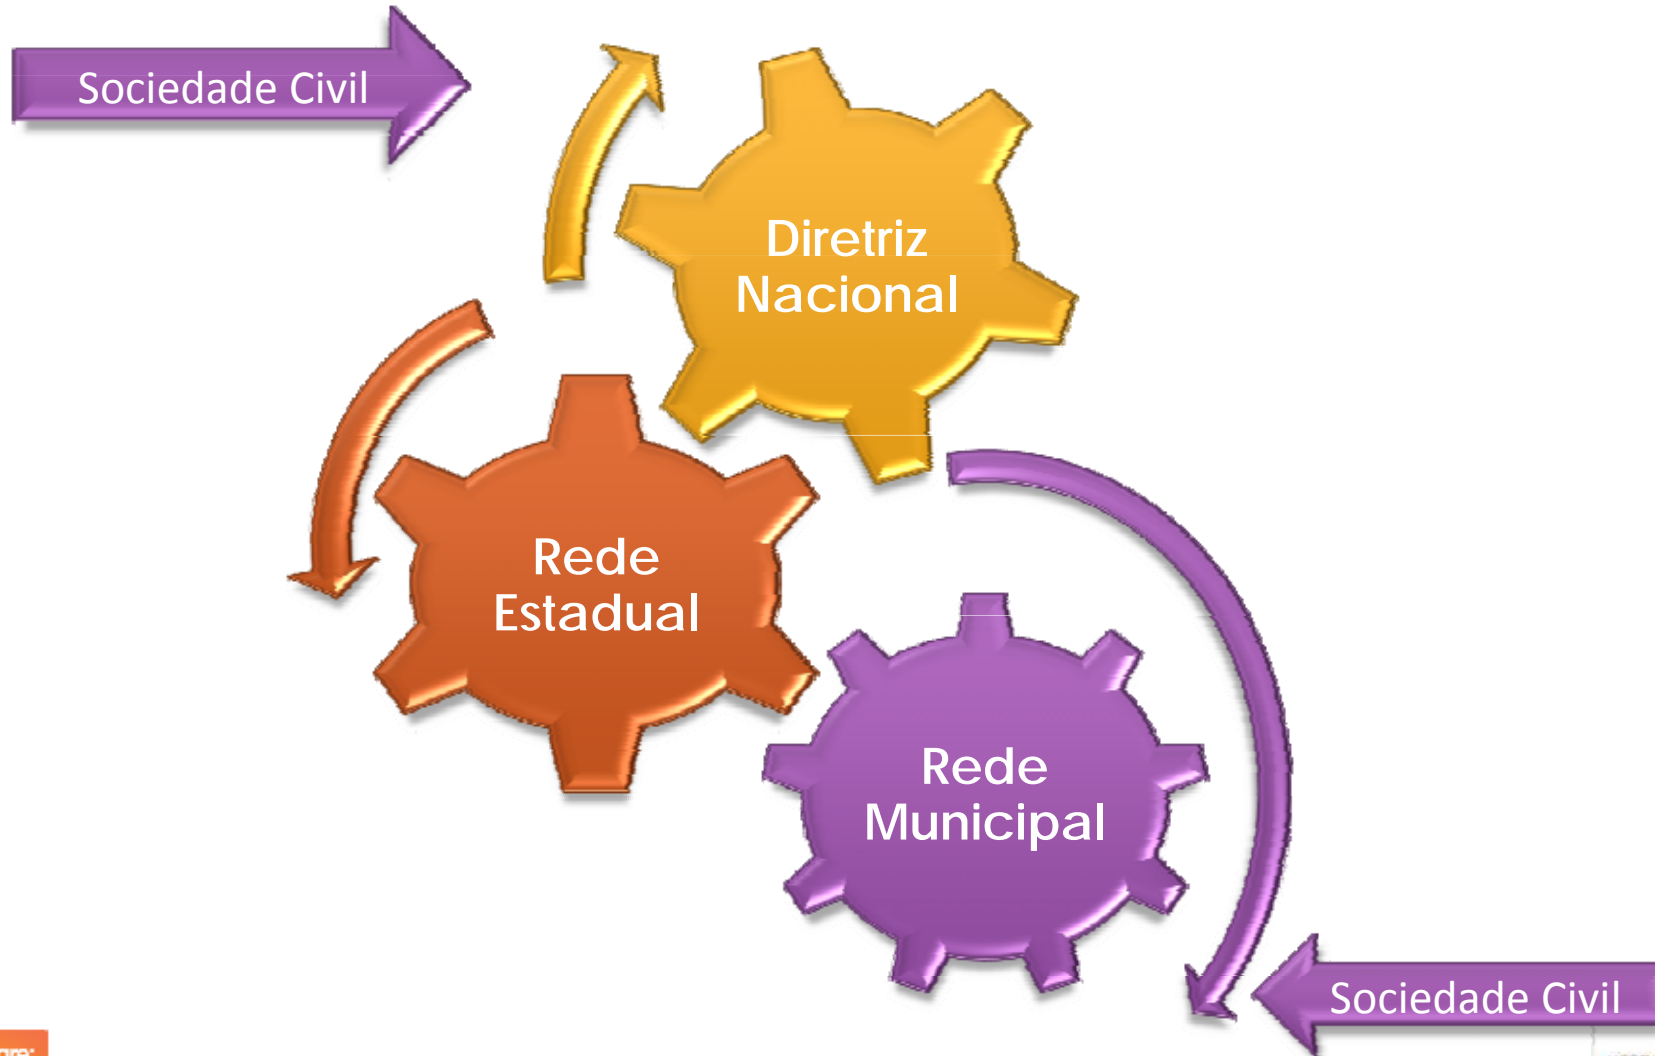 Sociedade Civil
Diretriz
Nacional
Rede
Estadual
Rede
Municipal
Sociedade Civil